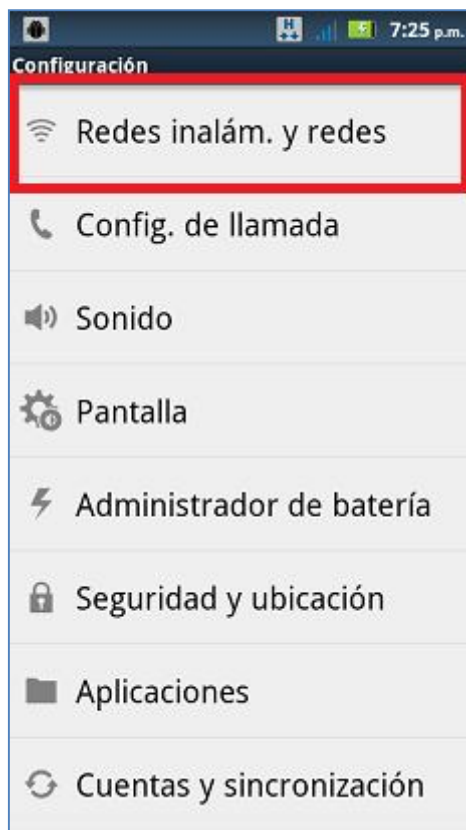 H
7:25 p.m.
Configuración
Redes inalám. y redes
Config. de llamada
Sonido
Pantalla
Administrador de batería
Seguridad y ubicación
Aplicaciones
Cuentas y sincronización